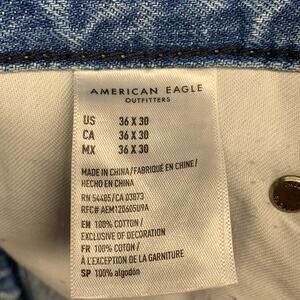 AMERICAN EAGLE
OUTFITTERS
US 36 X 30
CA 36 X 30
MX 36 X 30
MADE IN CHINA/FABRIQUÉ EN CHINE/
HECHO EN CHINA
RN 54485/CA 03873
RFC# AEM120605U9A
EN 100% COTTON/
EXCLUSIVE OF DECORATION
FR 100% COTON/
À L'EXCEPTION DE LA GARNITURE
SP 100% algodón